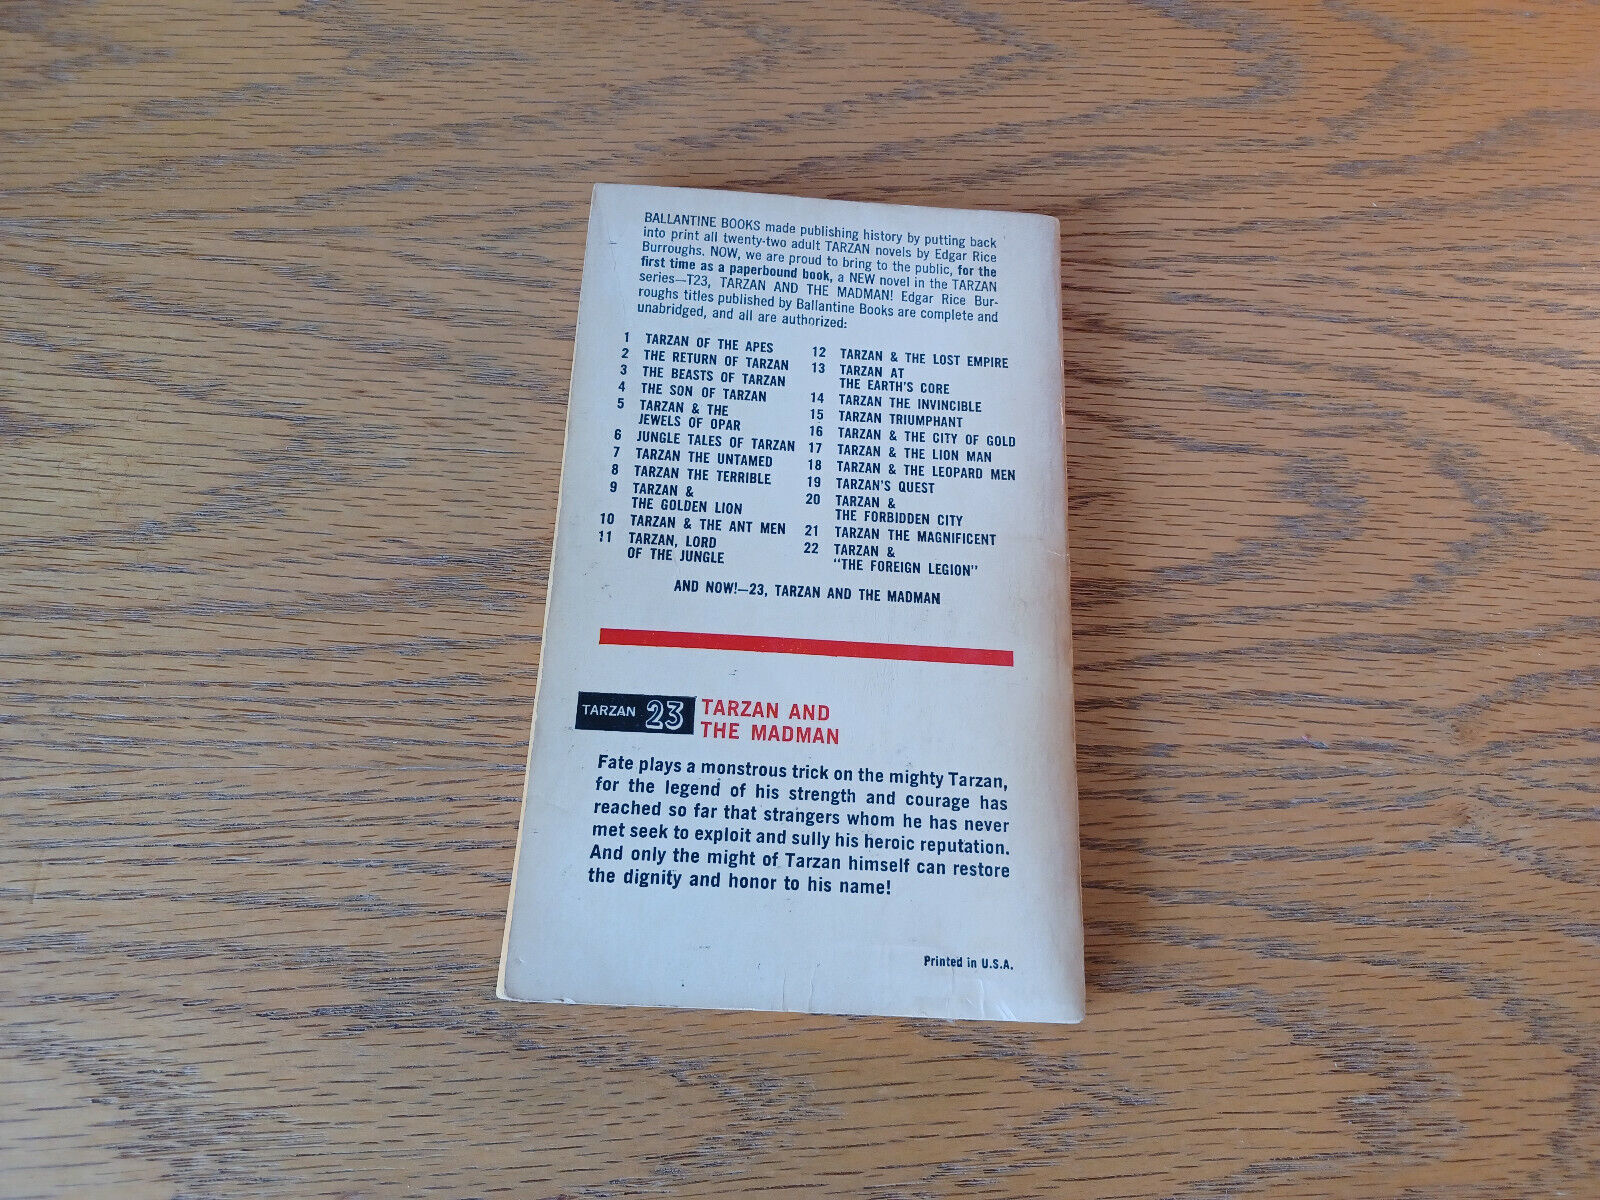 BALLANTINE BOOKS made publishing history by putting back
into print all twenty-two adult TARZAN novels by Edgar Rice
Burroughs. NOW, we are proud to bring to the public, for the
first time as a paperbound book, a NEW novel in the TARZAN
series—T23, TARZAN AND THE MADMAN! Edgar Rice Bur-
roughs titles published by Ballantine Books are complete and
unabridged, and all are authorized:
1 TARZAN OF THE APES
2 THE RETURN OF TARZAN
3 THE BEASTS OF TARZAN
4 THE SON OF TARZAN
5 TARZAN & THE
JEWELS OF OPAR
6 JUNGLE TALES OF TARZAN
7 TARZAN THE UNTAMED
8 TARZAN THE TERRIBLE
9 TARZAN &
THE GOLDEN LION
10 TARZAN & THE ANT MEN
11 TARZAN, LORD
OF THE JUNGLE
12 TARZAN & THE LOST EMPIRE
13 TARZAN AT
THE EARTH'S CORE
14 TARZAN THE INVINCIBLE
15 TARZAN TRIUMPHANT
16 TARZAN & THE CITY OF GOLD
17 TARZAN & THE LION MAN
18 TARZAN & THE LEOPARD MEN
19 TARZAN'S QUEST
20 TARZAN &
THE FORBIDDEN CITY
21 TARZAN THE MAGNIFICENT
22 TARZAN &
"THE FOREIGN LEGION"
AND NOW!—23, TARZAN AND THE MADMAN
TARZAN 23
TARZAN AND
THE MADMAN
Fate plays a monstrous trick on the mighty Tarzan,
for the legend of his strength and courage has
reached so far that strangers whom he has never
met seek to exploit and sully his heroic reputation.
And only the might of Tarzan himself can restore
the dignity and honor to his name!
Printed in U.S.A.